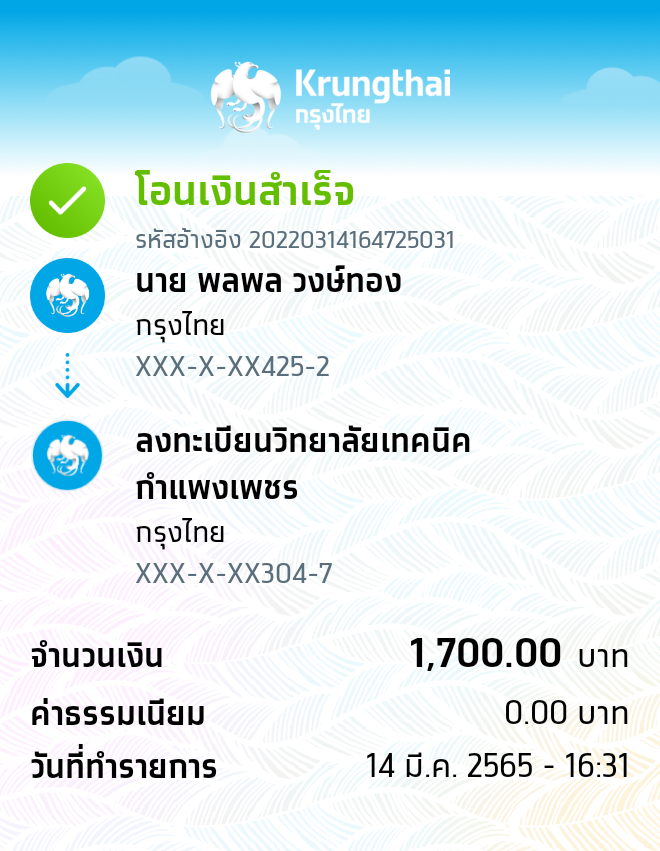 Krungthai
กรุงไทย
โอนเงินสำเร็จ
รหัสอ้างอิง 20220314164725031
นาย พลพล วงษ์ทอง
กรุงไทย
XXX-X-XX425-2
ลงทะเบียนวิทยาลัยเทคนิค
กำแพงเพชร
กรุงไทย
XXX-X-XX304-7
จำนวนเงิน 1,700.00 บาท
ค่าธรรมเนียม 0.00 บาท
วันที่ทำรายการ 14 มี.ค. 2565 - 16:31